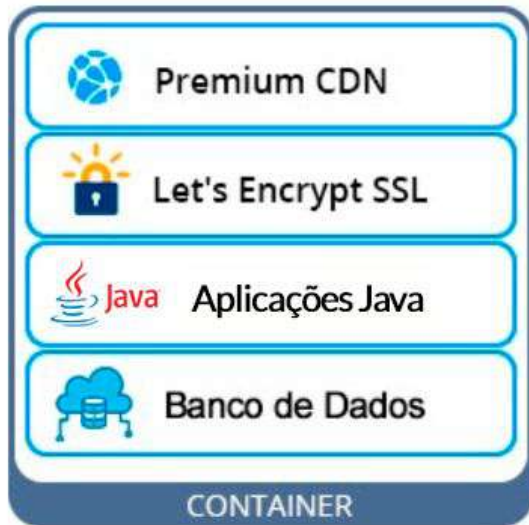 Premium CDN
Let's Encrypt SSL
Java Aplicações Java
Banco de Dados
CONTAINER